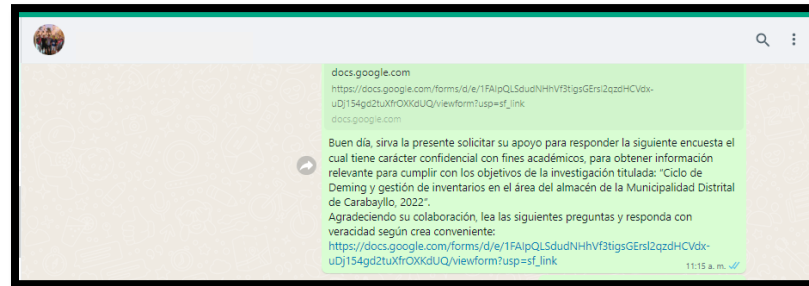 docs.google.com
https://docs.google.com/forms/d/e/1FAIpQLSdudNHhVf3tigsGErsl2qzdHCVdx-
uDj154gd2tuXfrOXKdUQ/viewform?usp=sf_link
docs.google.com
Buen día, sirva la presente solicitar su apoyo para responder la siguiente encuesta el
cual tiene carácter confidencial con fines académicos, para obtener información
relevante para cumplir con los objetivos de la investigación titulada: "Ciclo de
Deming y gestión de inventarios en el área del almacén de la Municipalidad Distrital
de Carabayllo, 2022".
Agradeciendo su colaboración, lea las siguientes preguntas y responda con
veracidad según crea conveniente:
https://docs.google.com/forms/d/e/1FAIpQLSdudNHhVf3tigsGErsl2qzdHCVdx-
uDj154gd2tuXfrOXKdUQ/viewform?usp=sf_link
11:15 a. m.